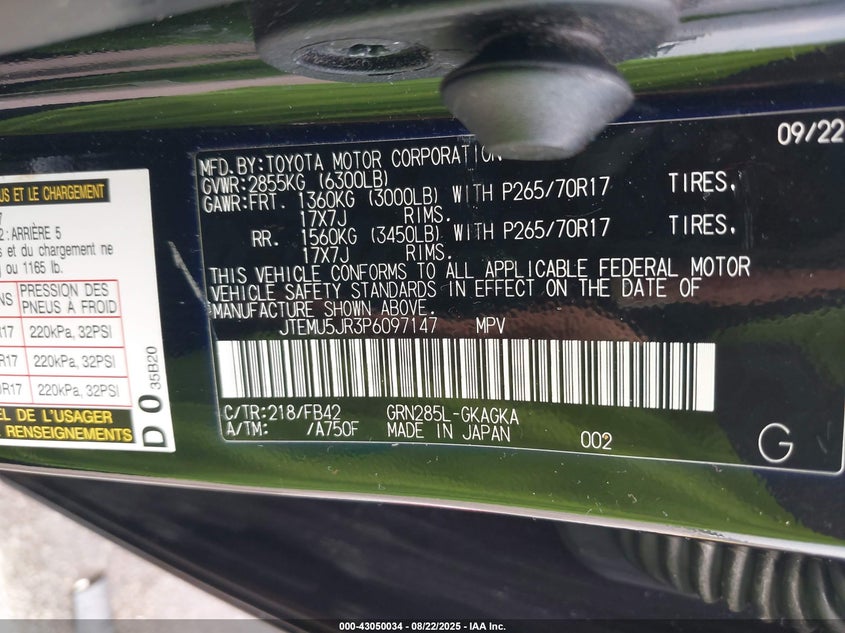 09/22
MFD.BY:TOYOTA MOTOR CORPORATION
GVWR:2855KG (6300LB)
GAWR:FRT. 1360KG (3000LB) WITH P265/70R17 TIRES,
17X7J RIMS.
RR. 1560KG (3450LB) WITH P265/70R17 TIRES,
17X7J RIMS.
THIS VEHICLE CONFORMS TO ALL APPLICABLE FEDERAL MOTOR
VEHICLE SAFETY STANDARDS IN EFFECT ON THE DATE OF
MANUFACTURE SHOWN ABOVE.
JTEMU5JR3P6097147 MPV
C/TR:218/FB42 GRN285L-GKAGKA
A/TM: /A750F MADE IN JAPAN 002
G
US ET LE CHARGEMENT
7
2:ARRIÈRE 5
s et du chargement ne
g ou 1165 lb.
PRESSION DES
PNEUS À FROID
R17 220kPa, 32PSI
R17 220kPa, 32PSI
0R17 220kPa, 32PSI
EL DE L'USAGER
RENSEIGNEMENTS
D 0 35B20
000-43050034 - 08/22/2025 - IAA Inc.